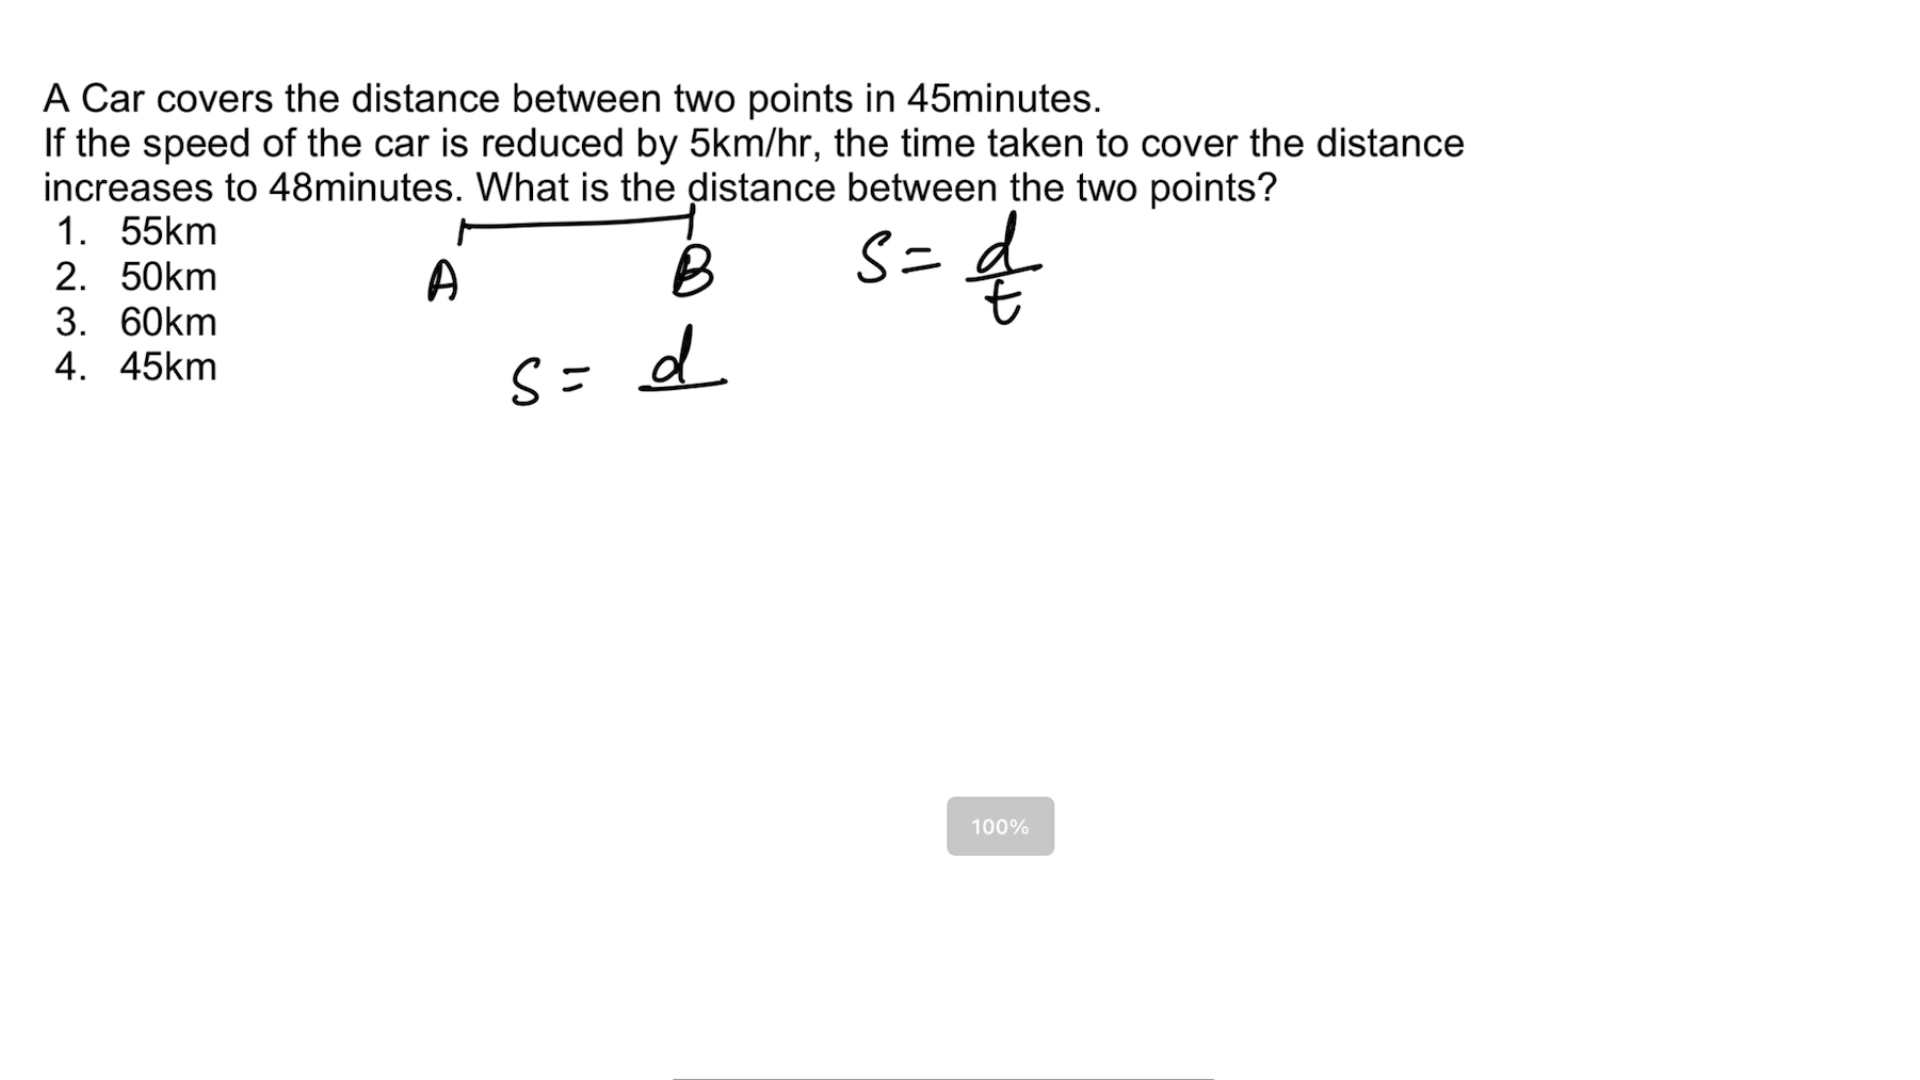 A Car covers the distance between two points in 45minutes.
If the speed of the car is reduced by 5km/hr, the time taken to cover the distance
increases to 48minutes. What is the distance between the two points?
1. 55km
2. 50km
3. 60km
4. 45km
A B
S = d/t
S = d
100%